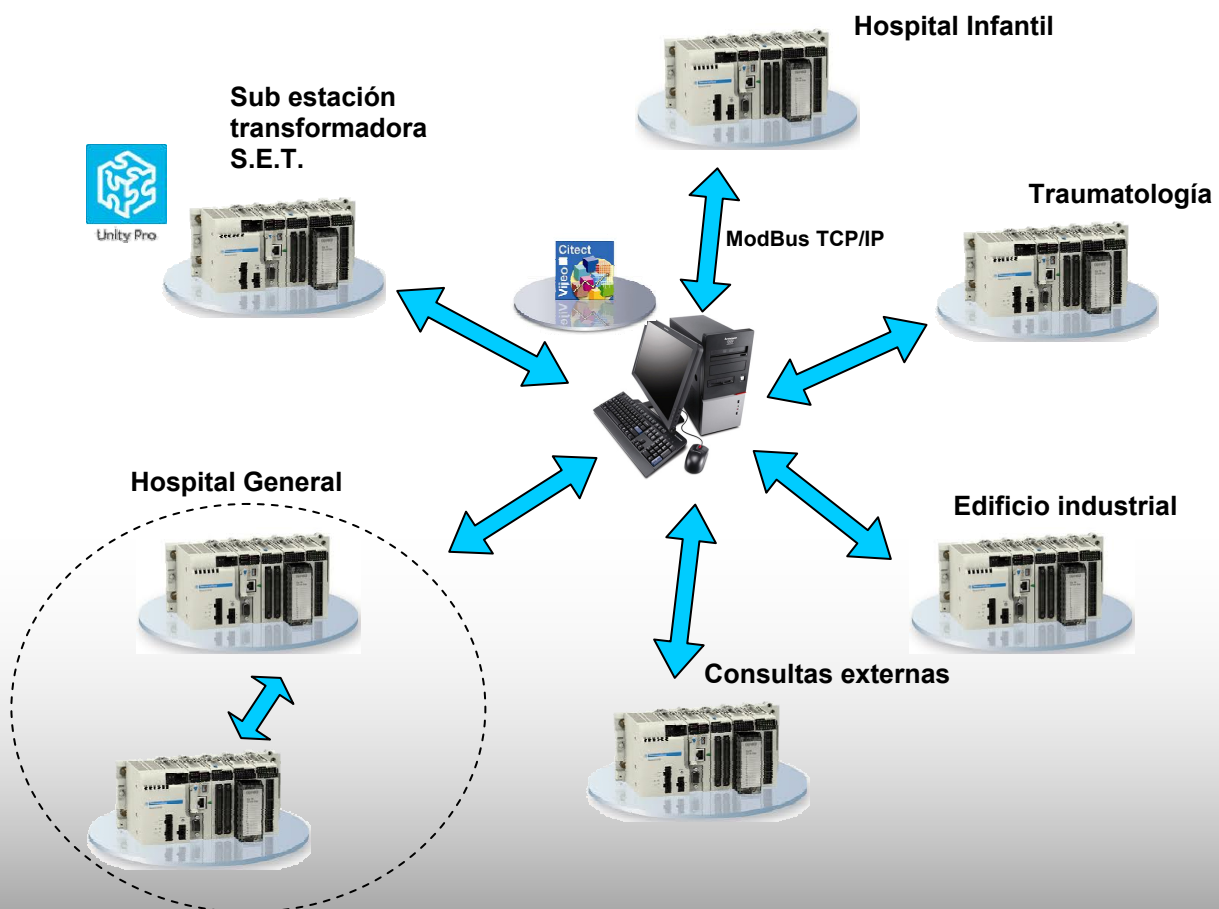 Hospital Infantil
Sub estación
transformadora
S.E.T.
Unity Pro
Traumatología
ModBus TCP/IP
Citect
Vijeo
Hospital General
Edificio industrial
Consultas externas